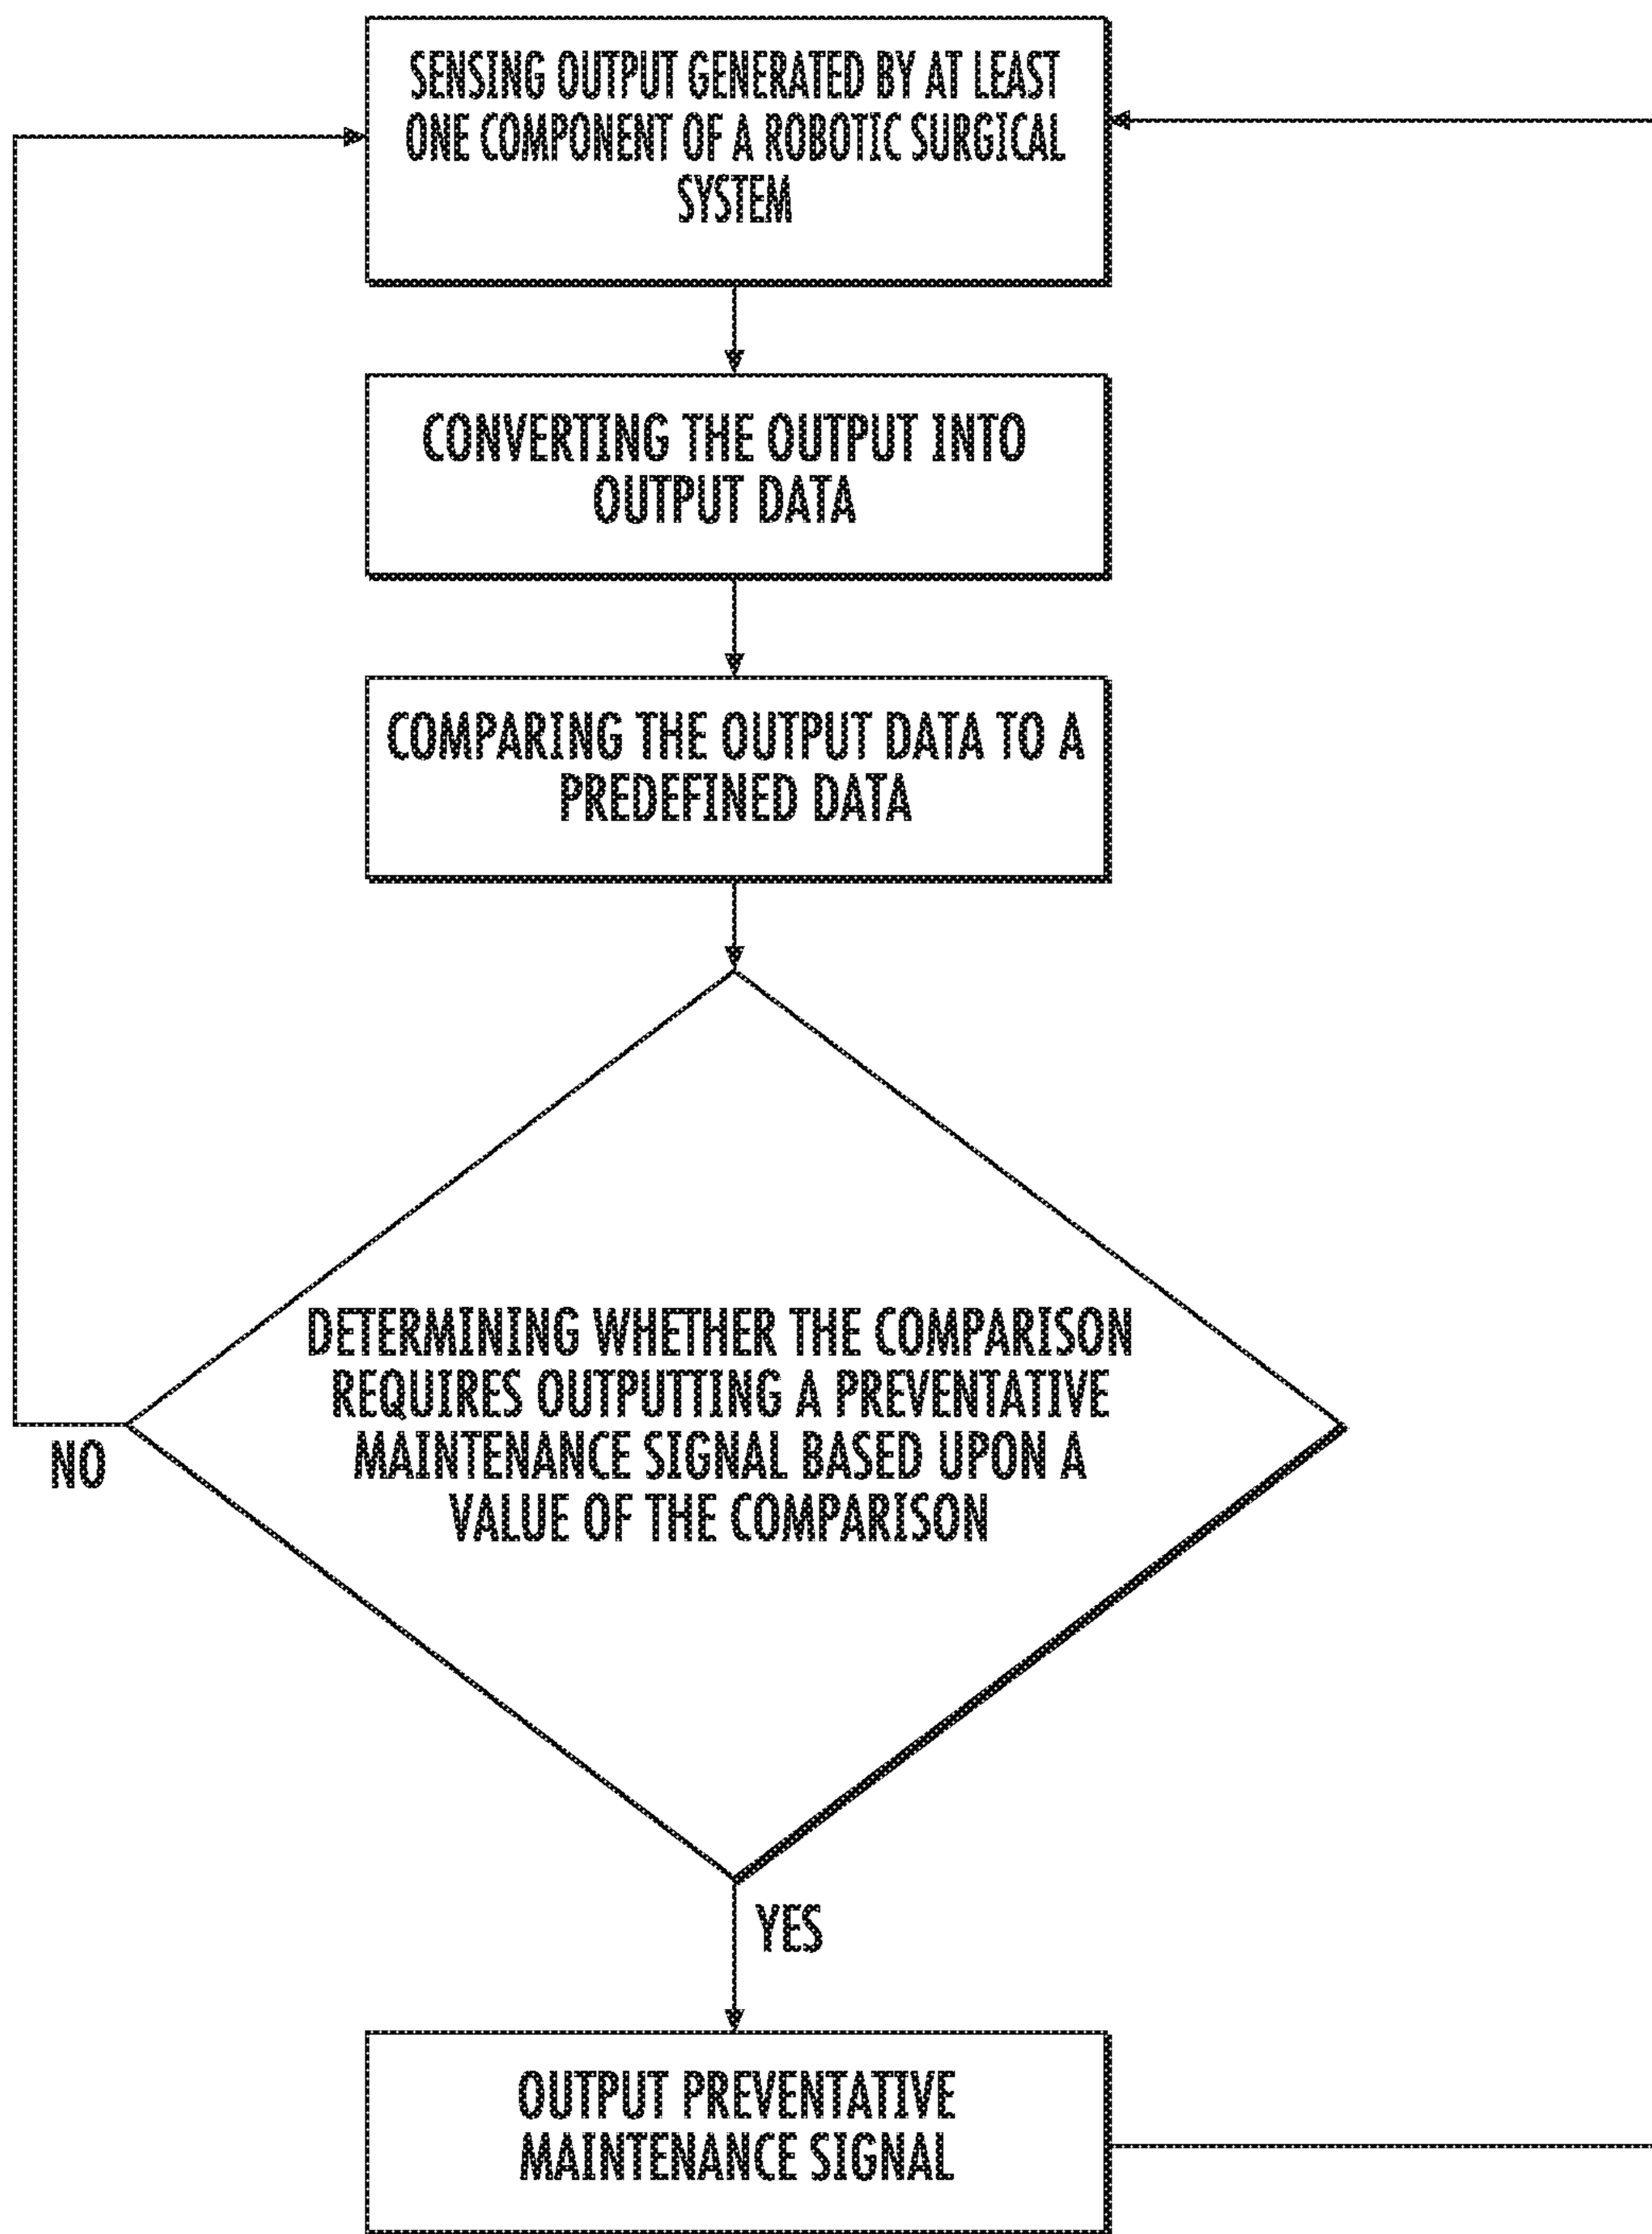 SENSING OUTPUT GENERATED BY AT LEAST
ONE COMPONENT OF A ROBOTIC SURGICAL
SYSTEM
CONVERTING THE OUTPUT INTO
OUTPUT DATA
COMPARING THE OUTPUT DATA TO A
PREDEFINED DATA
DETERMINING WHETHER THE COMPARISON
REQUIRES OUTPUTTING A PREVENTATIVE
MAINTENANCE SIGNAL BASED UPON A
VALUE OF THE COMPARISON
NO
YES
OUTPUT PREVENTATIVE
MAINTENANCE SIGNAL